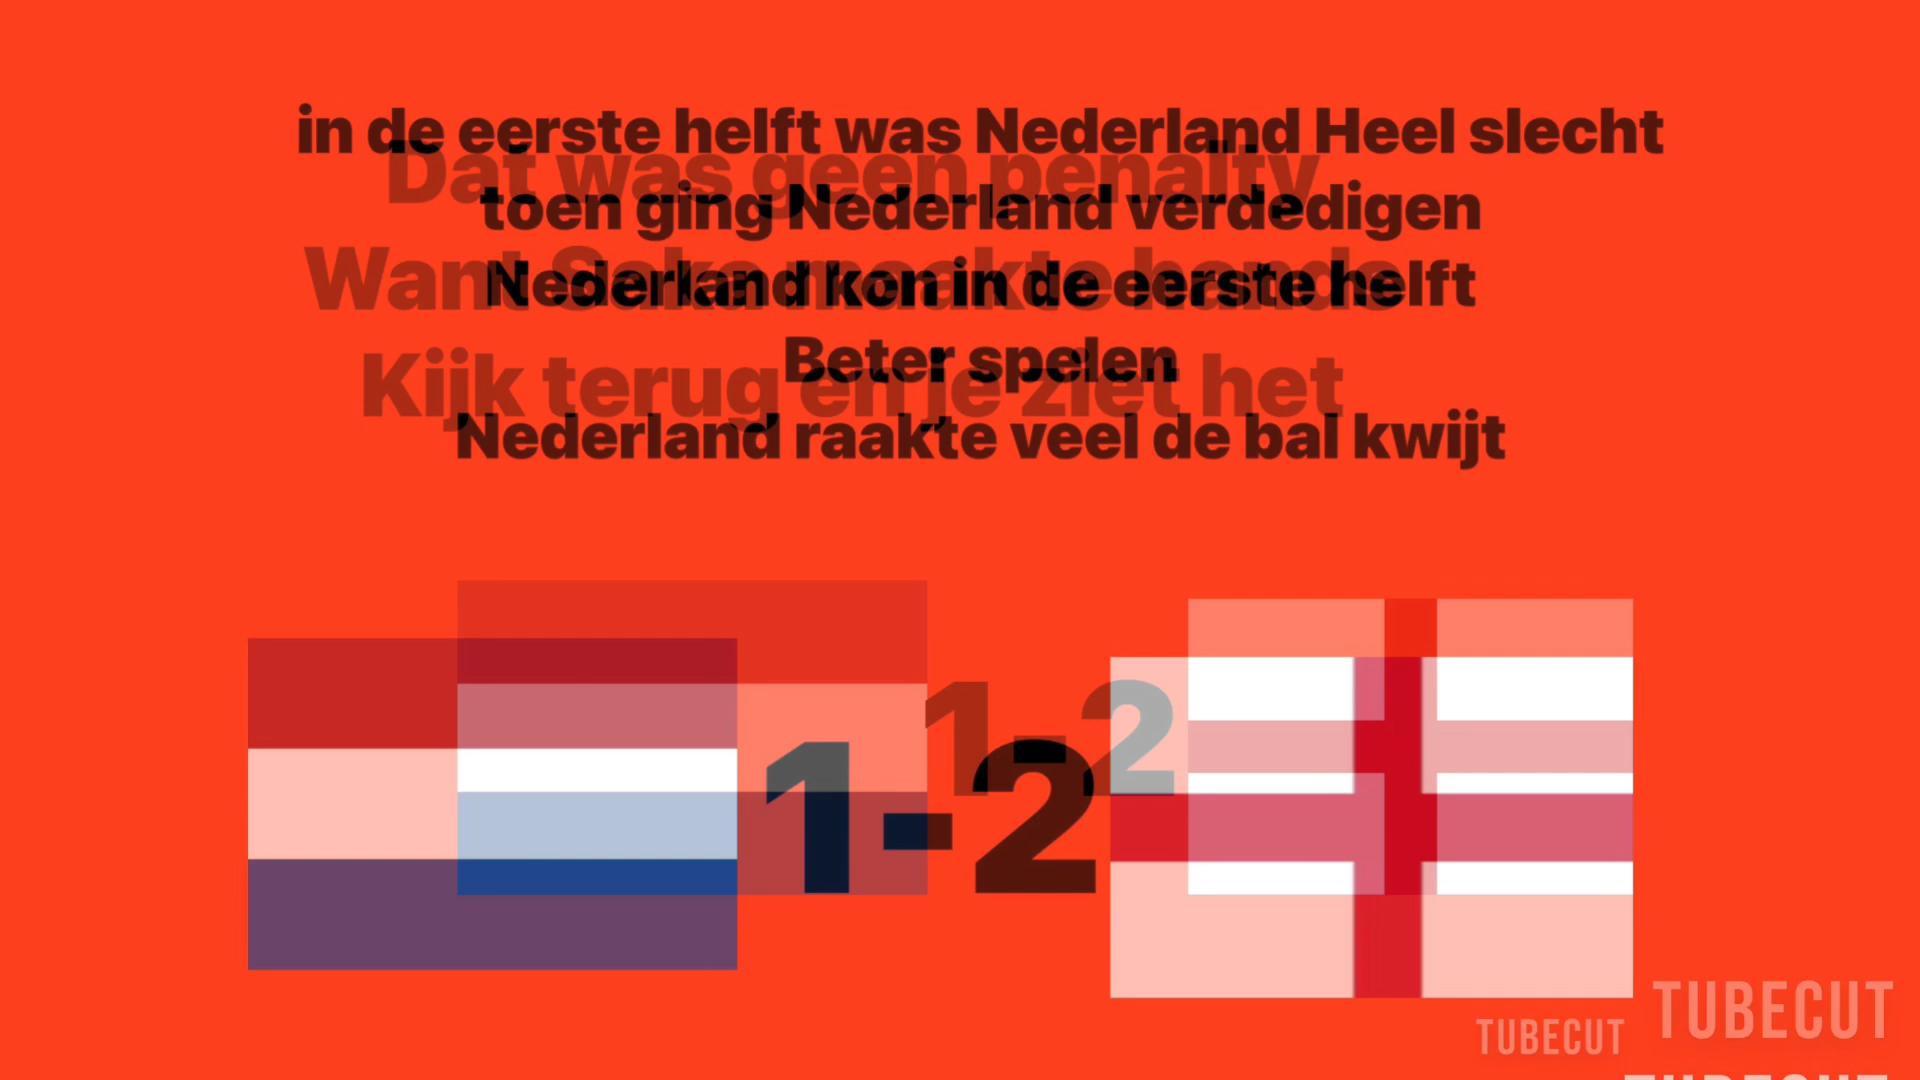 in de eerste helft was Nederland Heel slecht
Dat was geen penalty
toen ging Nederland verdedigen
Want Saka maakte hands
Nederland kon in de eerste helft
Beter spelen
Kijk terug en je ziet het
Nederland raakte veel de bal kwijt
1-2
1-2
TUBECUT
TUBECUT
TUBECUT